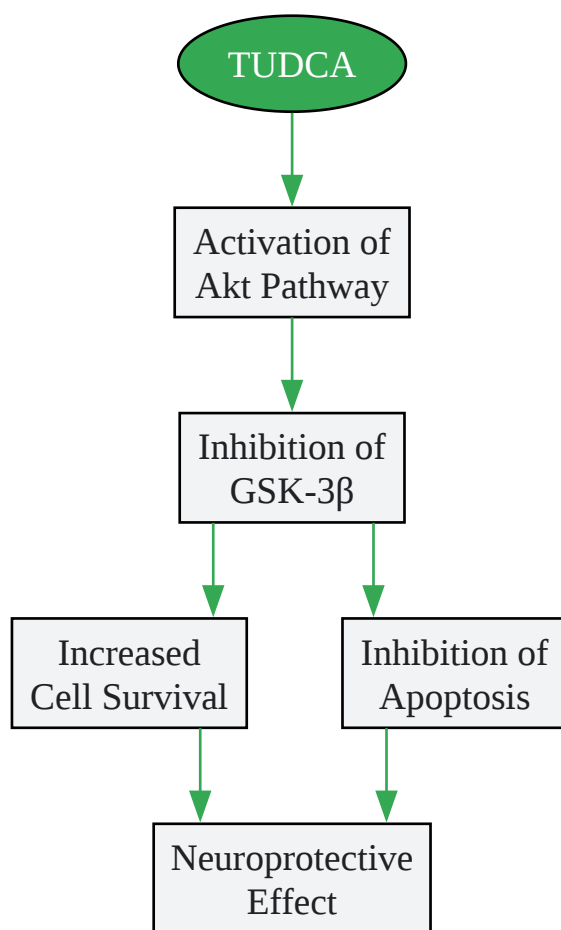 TUDCA
Activation of
Akt Pathway
Inhibition of
GSK-3β
Increased
Cell Survival
Inhibition of
Apoptosis
Neuroprotective
Effect